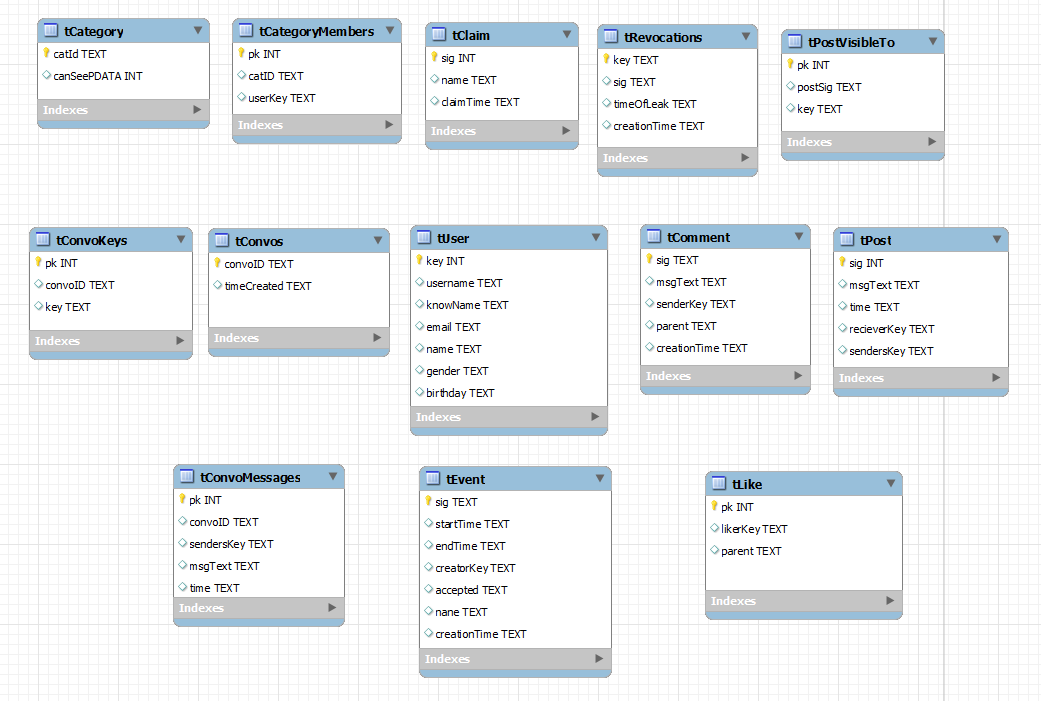 tCategory
catId TEXT
canSeePDATA INT
Indexes
tCategoryMembers
pk INT
catID TEXT
userKey TEXT
Indexes
tClaim
sig INT
name TEXT
claimTime TEXT
Indexes
tRevocations
key TEXT
sig TEXT
timeOfLeak TEXT
creationTime TEXT
Indexes
tPostVisibleTo
pk INT
postSig TEXT
key TEXT
Indexes
tConvoKeys
pk INT
convoID TEXT
key TEXT
Indexes
tConvos
convoID TEXT
timeCreated TEXT
Indexes
tUser
key INT
username TEXT
knowName TEXT
email TEXT
name TEXT
gender TEXT
birthday TEXT
Indexes
tComment
sig TEXT
msgText TEXT
senderKey TEXT
parent TEXT
creationTime TEXT
Indexes
tPost
sig INT
msgText TEXT
time TEXT
recieverKey TEXT
sendersKey TEXT
Indexes
tConvoMessages
pk INT
convoID TEXT
sendersKey TEXT
msgText TEXT
time TEXT
Indexes
tEvent
sig TEXT
startTime TEXT
endTime TEXT
creatorKey TEXT
accepted TEXT
nane TEXT
creationTime TEXT
Indexes
tLike
pk INT
likerKey TEXT
parent TEXT
Indexes